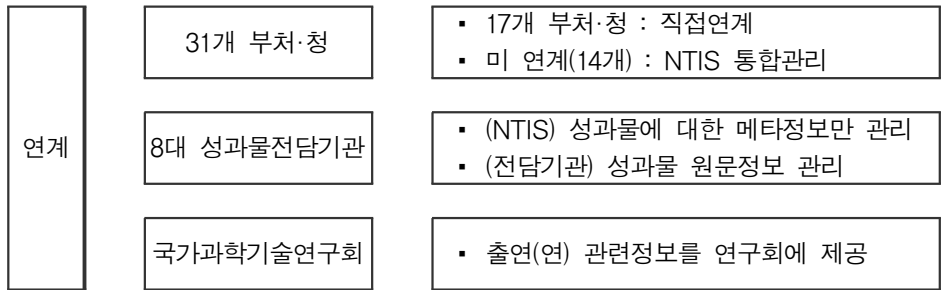 연계
31개 부처·청
▪ 17개 부처·청 : 직접연계
▪ 미 연계(14개) : NTIS 통합관리
8대 성과물전담기관
▪ (NTIS) 성과물에 대한 메타정보만 관리
▪ (전담기관) 성과물 원문정보 관리
국가과학기술연구회
▪ 출연(연) 관련정보를 연구회에 제공